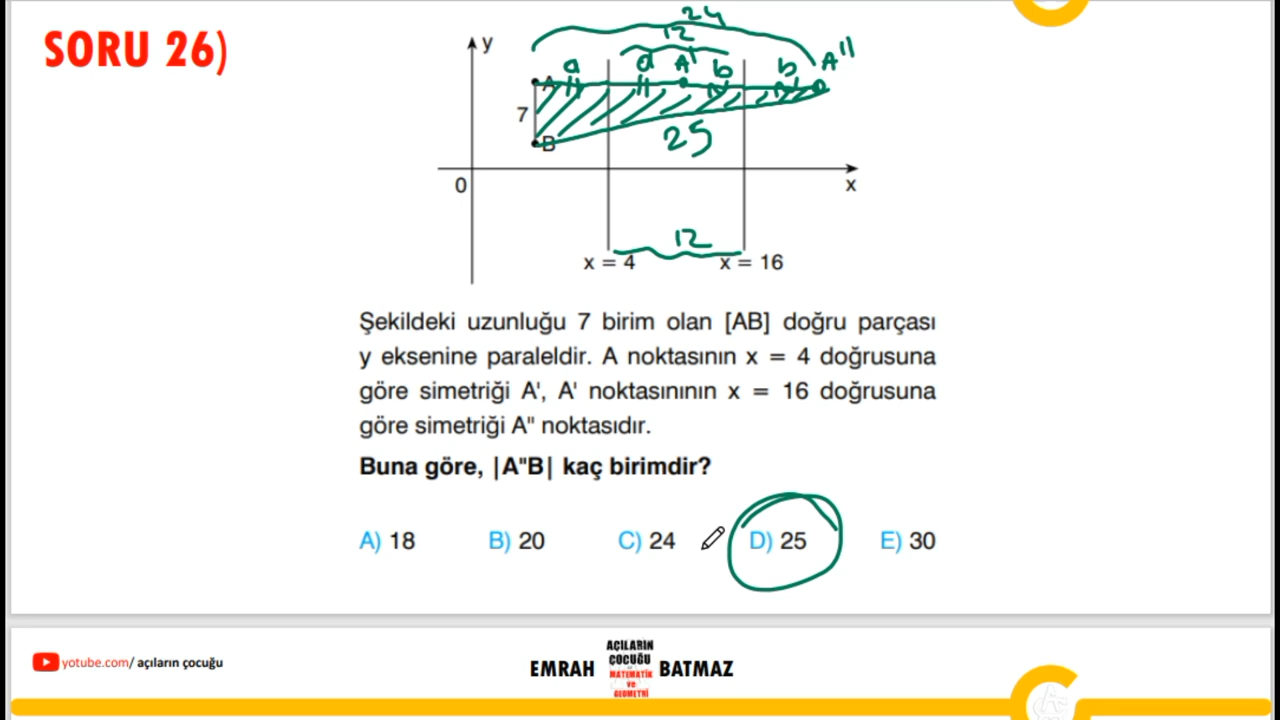 SORU 26)
24
12
y
a
a
A'
b
b
A''
A
7
B
25
0
x
12
x = 4
x = 16
Şekildeki uzunluğu 7 birim olan [AB] doğru parçası
y eksenine paraleldir. A noktasının x = 4 doğrusuna
göre simetriği A', A' noktasınının x = 16 doğrusuna
göre simetriği A" noktasıdır.
Buna göre, |A"B| kaç birimdir?
A) 18 B) 20 C) 24 D) 25 E) 30
yotube.com/ açıların çocuğu
EMRAH AÇILARIN ÇOCUĞU MATEMATİK ve GEOMETRİ BATMAZ